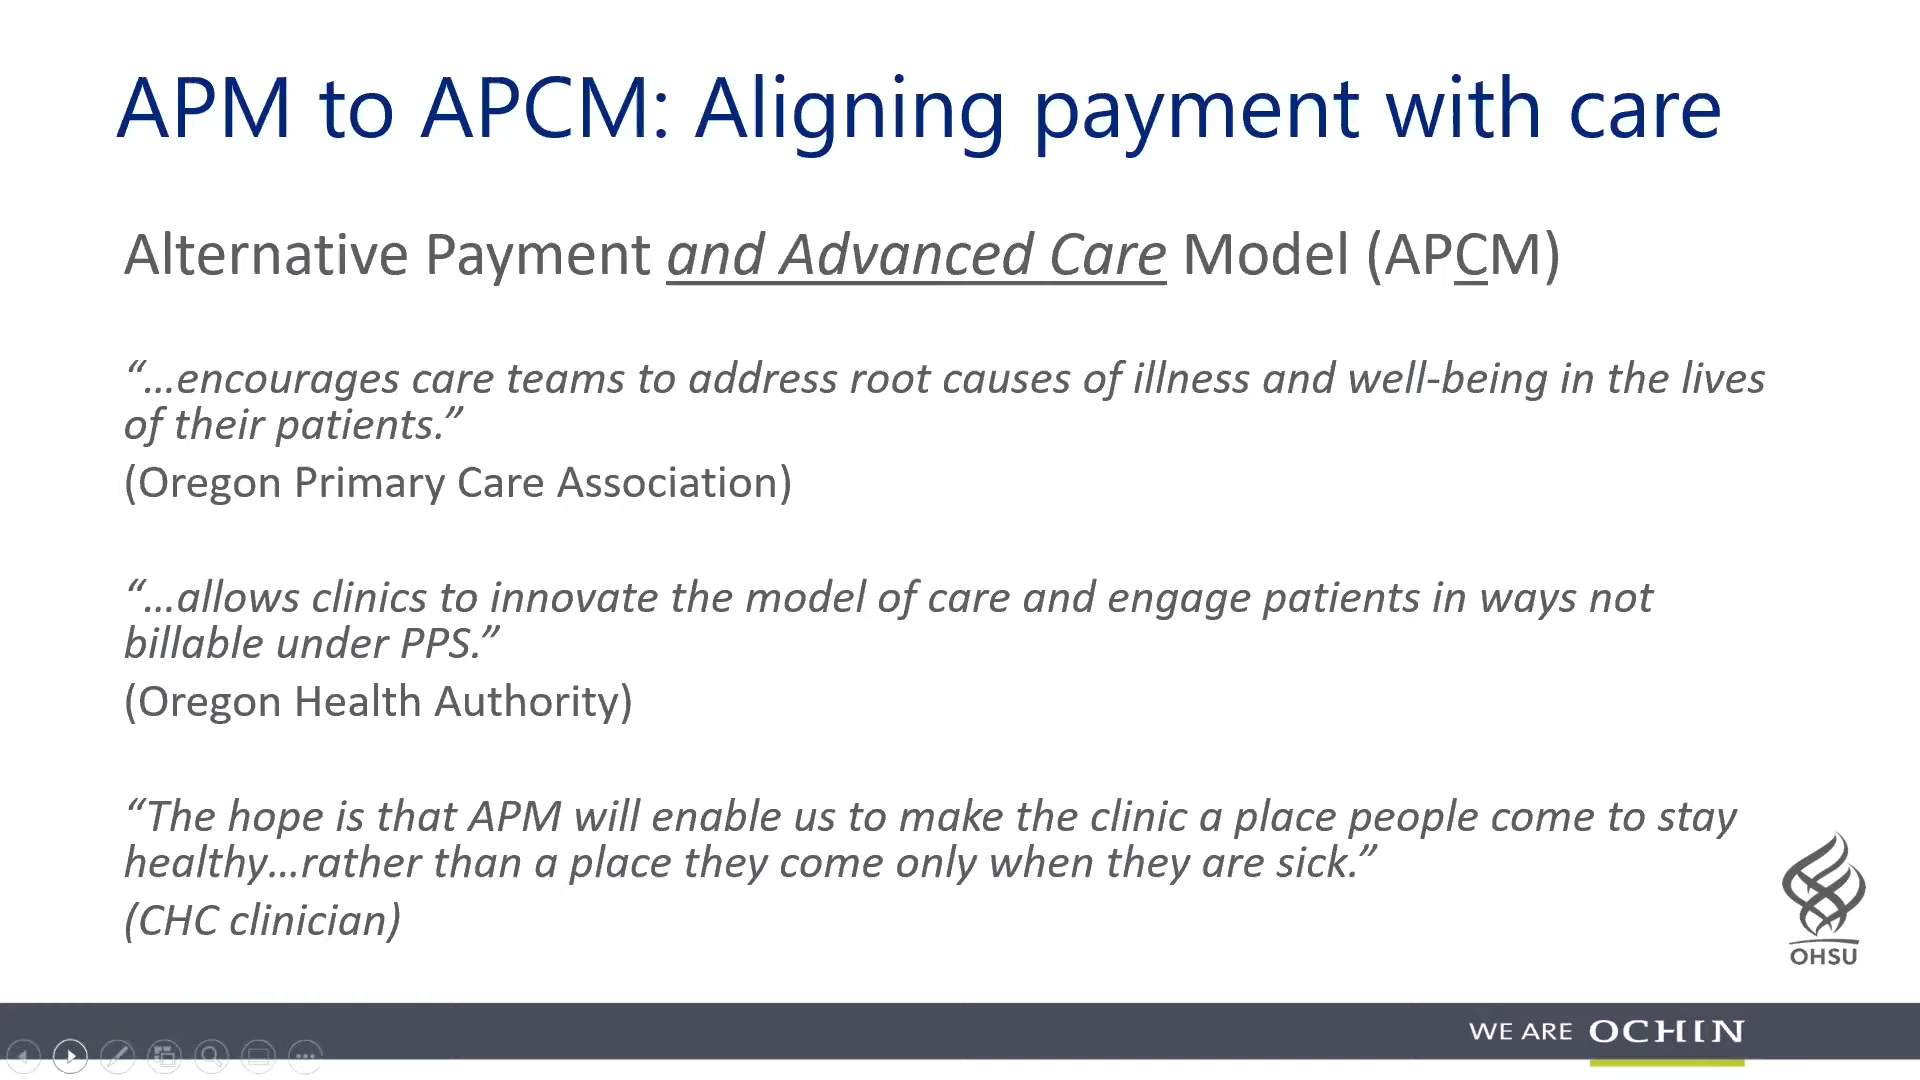 APM to APCM: Aligning payment with care
Alternative Payment and Advanced Care Model (APCM)
“…encourages care teams to address root causes of illness and well-being in the lives
of their patients.”
(Oregon Primary Care Association)
“…allows clinics to innovate the model of care and engage patients in ways not
billable under PPS.”
(Oregon Health Authority)
“The hope is that APM will enable us to make the clinic a place people come to stay
healthy…rather than a place they come only when they are sick.”
(CHC clinician)
OHSU
WE ARE OCHIN